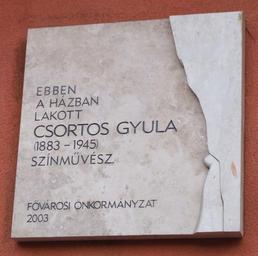 EBBEN
A HÁZBAN
LAKOTT
CSORTOS GYULA
(1883 - 1945)
SZÍNMŰVÉSZ
FŐVÁROSI ÖNKORMÁNYZAT
2003